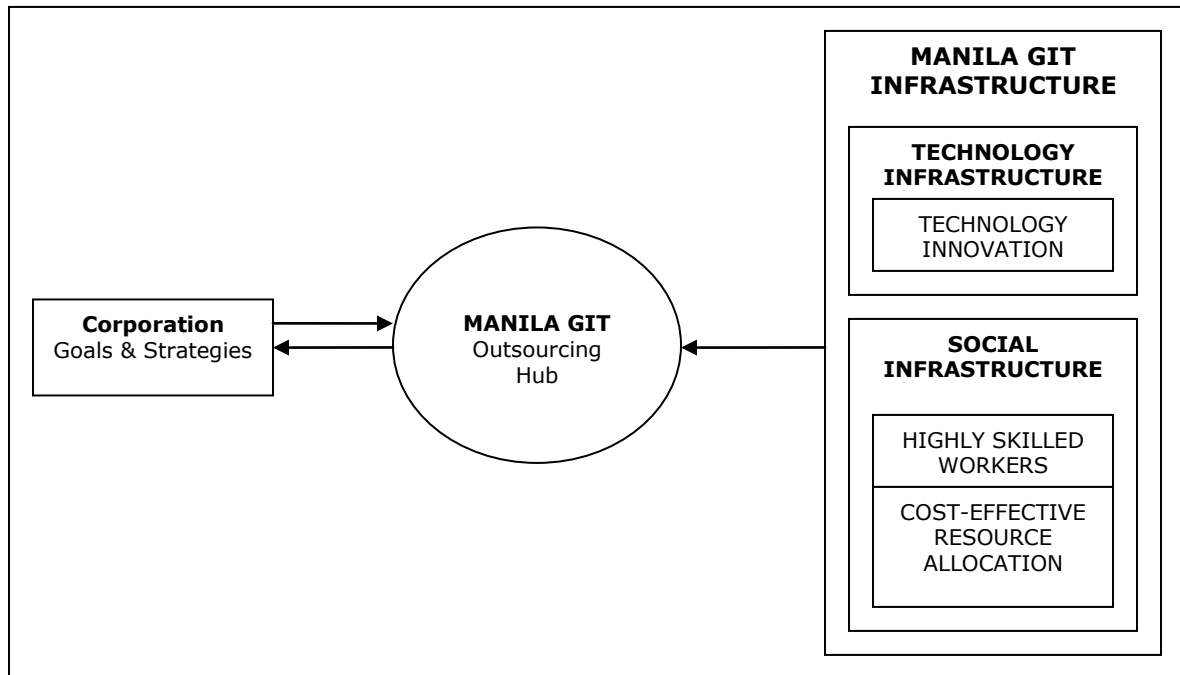 Corporation
Goals & Strategies
MANILA GIT
Outsourcing
Hub
MANILA GIT
INFRASTRUCTURE
TECHNOLOGY
INFRASTRUCTURE
TECHNOLOGY
INNOVATION
SOCIAL
INFRASTRUCTURE
HIGHLY SKILLED
WORKERS
COST-EFFECTIVE
RESOURCE
ALLOCATION